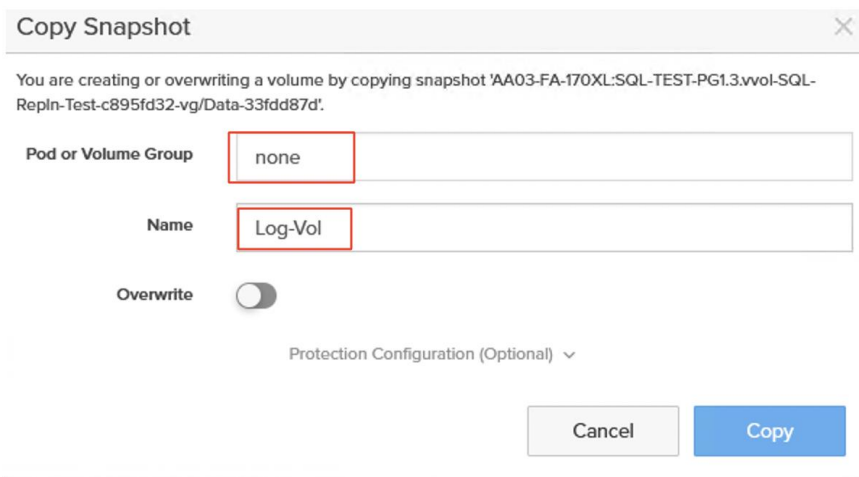 Copy Snapshot
You are creating or overwriting a volume by copying snapshot 'AA03-FA-170XL:SQL-TEST-PG1.3.vvol-SQL-
Repln-Test-c895fd32-vg/Data-33fdd87d'.
Pod or Volume Group none
Name Log-Vol
Overwrite
Protection Configuration (Optional)
Cancel Copy